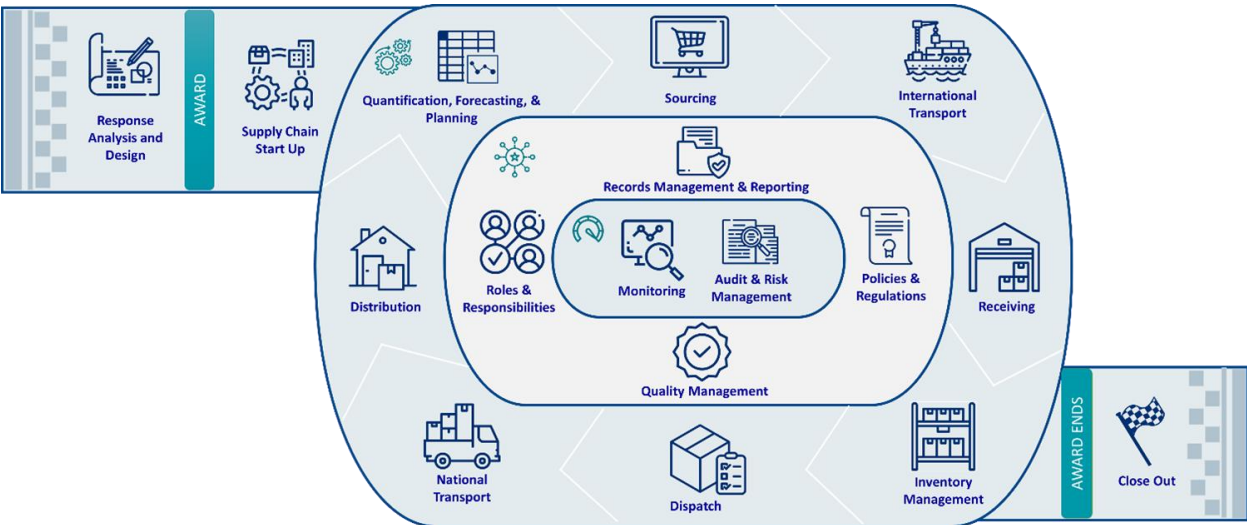 Response
Analysis and
Design
AWARD
Supply Chain
Start Up
Quantification, Forecasting, &
Planning
Sourcing
International
Transport
Records Management & Reporting
Roles &
Responsibilities
Monitoring
Audit & Risk
Management
Policies &
Regulations
Distribution
Receiving
Quality Management
National
Transport
Dispatch
Inventory
Management
AWARD ENDS
Close Out